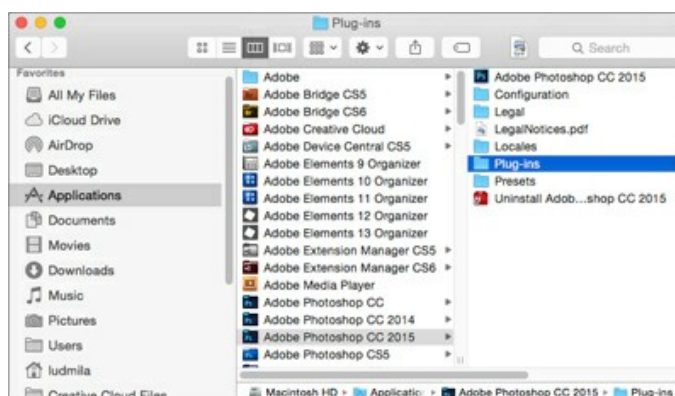 Plug-ins
Search
Favorites
All My Files
iCloud Drive
AirDrop
Desktop
Applications
Documents
Movies
Downloads
Music
Pictures
Users
ludmila
Creative Cloud Files
Adobe
Adobe Bridge CS5
Adobe Bridge CS6
Adobe Creative Cloud
Adobe Device Central CS5
Adobe Elements 9 Organizer
Adobe Elements 10 Organizer
Adobe Elements 11 Organizer
Adobe Elements 12 Organizer
Adobe Elements 13 Organizer
Adobe Extension Manager CS5
Adobe Extension Manager CS6
Adobe Media Player
Adobe Photoshop CC
Adobe Photoshop CC 2014
Adobe Photoshop CC 2015
Adobe Photoshop CS5
Adobe Photoshop CC 2015
Configuration
Legal
LegalNotices.pdf
Locales
Plug-ins
Presets
Uninstall Adob...shop CC 2015
Macintosh HD Applicatio Adobe Photoshop CC 2015 Plug-ins